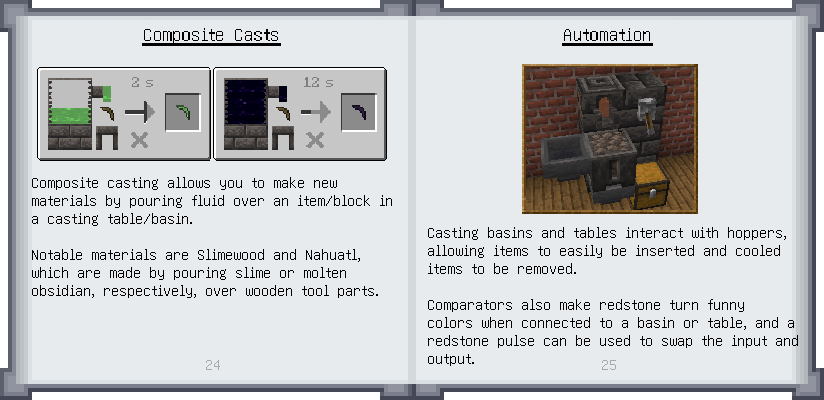 Composite Casts
2 s
12 s
Composite casting allows you to make new
materials by pouring fluid over an item/block in
a casting table/basin.
Notable materials are Slimewood and Nahuatl,
which are made by pouring slime or molten
obsidian, respectively, over wooden tool parts.
24
Automation
Casting basins and tables interact with hoppers,
allowing items to easily be inserted and cooled
items to be removed.
Comparators also make redstone turn funny
colors when connected to a basin or table, and a
redstone pulse can be used to swap the input and
output.
25